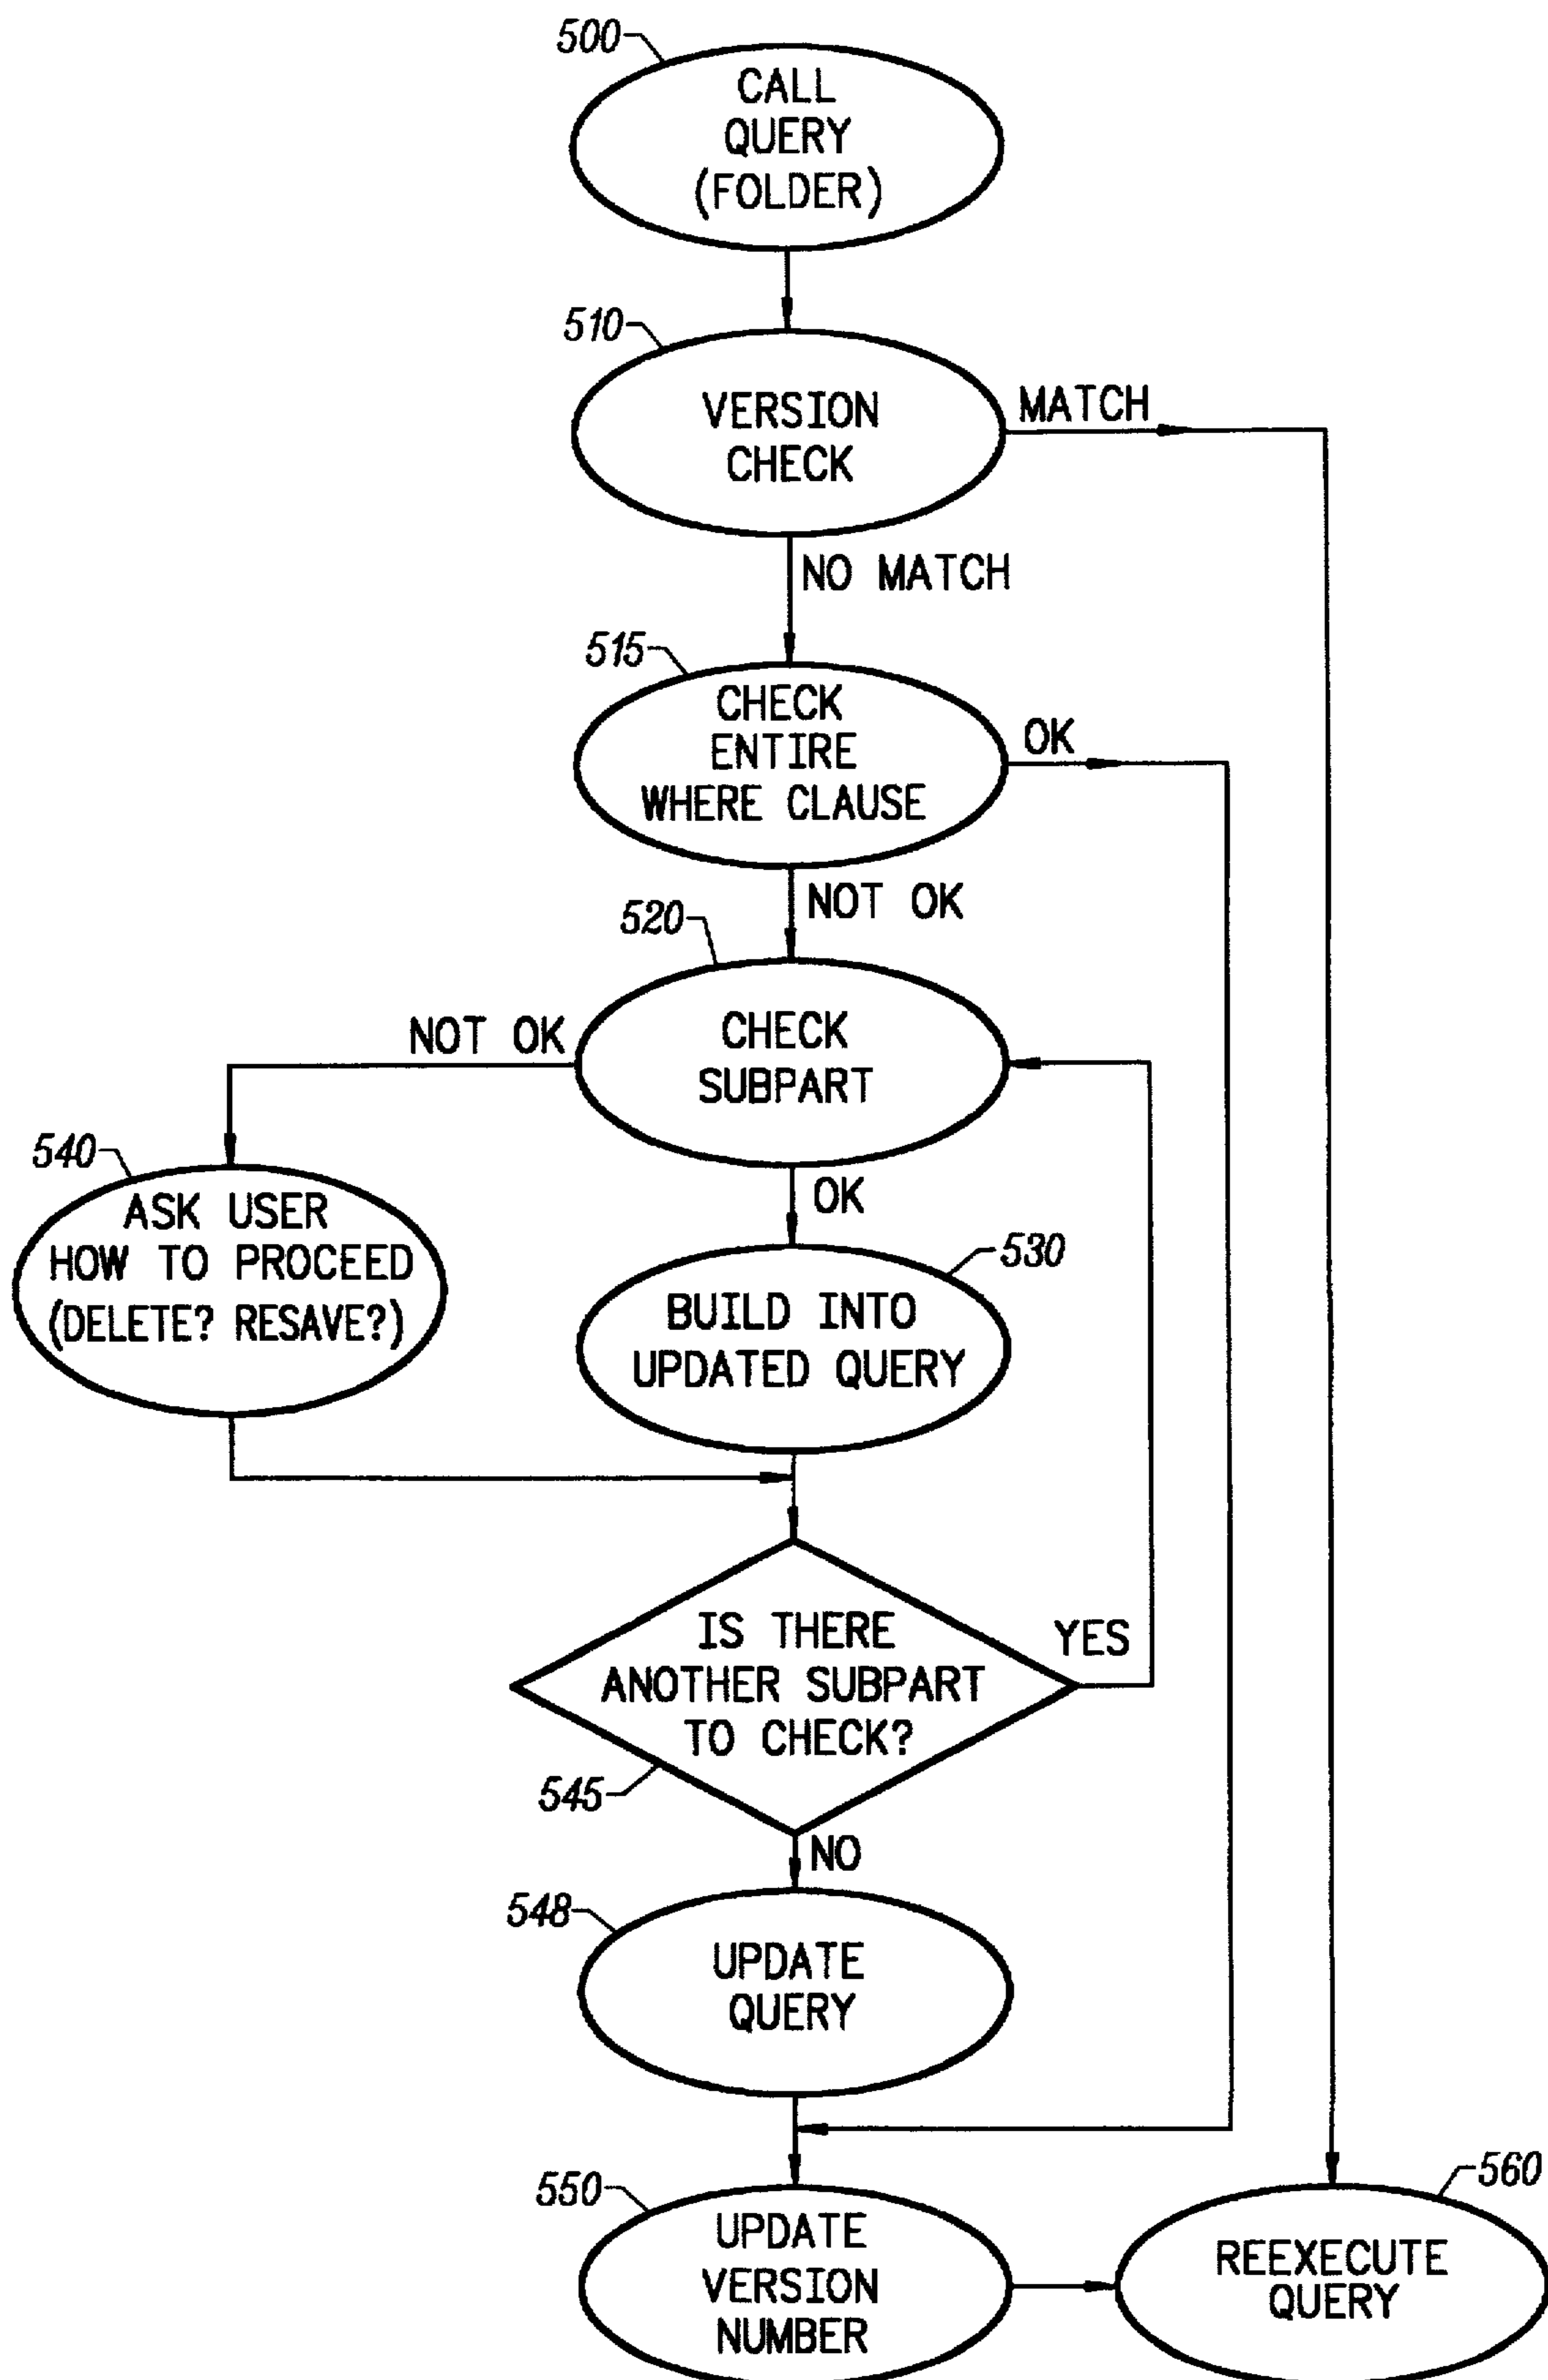 500
CALL
QUERY
(FOLDER)
510
VERSION
CHECK
MATCH
NO MATCH
515
CHECK
ENTIRE
WHERE CLAUSE
OK
NOT OK
520
CHECK
SUBPART
NOT OK
540
ASK USER
HOW TO PROCEED
(DELETE? RESAVE?)
OK
530
BUILD INTO
UPDATED QUERY
IS THERE
ANOTHER SUBPART
TO CHECK?
YES
545
NO
548
UPDATE
QUERY
550
UPDATE
VERSION
NUMBER
560
REEXECUTE
QUERY